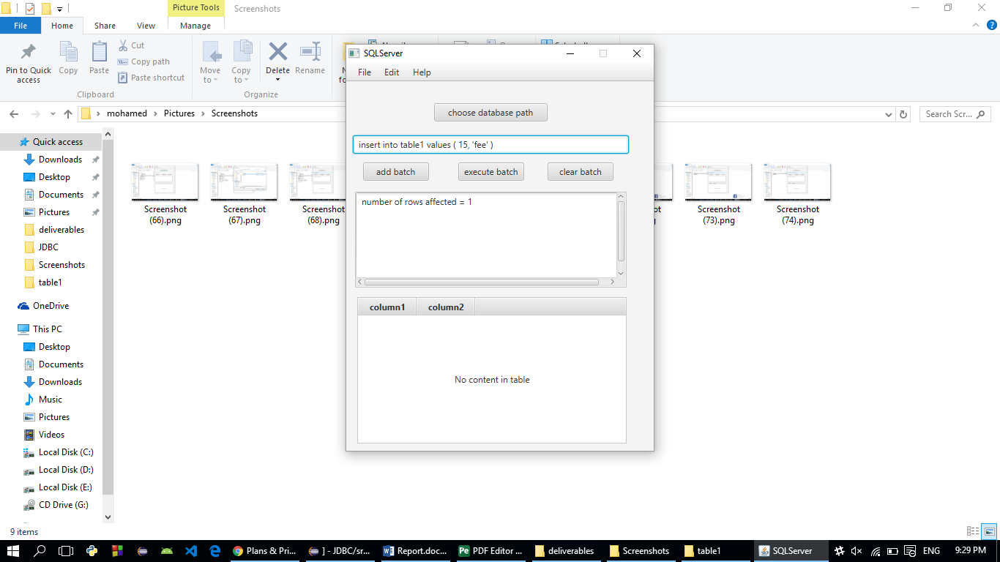 Picture Tools
Screenshots
File
Home
Share
View
Manage
Pin to Quick
access
Copy
Paste
Cut
Copy path
Paste shortcut
Clipboard
Move
to
Copy
to
Delete
Rename
Organize
mohamed
Pictures
Screenshots
Search Scr...
Quick access
Downloads
Desktop
Documents
Pictures
deliverables
JDBC
Screenshots
table1
OneDrive
This PC
Desktop
Documents
Downloads
Music
Pictures
Videos
Local Disk (C:)
Local Disk (D:)
Local Disk (E:)
CD Drive (G:)
Screenshot
(66).png
Screenshot
(67).png
Screenshot
(68).png
Screenshot
(73).png
Screenshot
(74).png
SQLServer
File Edit Help
choose database path
insert into table1 values ( 15, 'fee' )
add batch
execute batch
clear batch
number of rows affected = 1
column1 column2
No content in table
9 items
Plans & Pri...
] - JDBC/sr...
Report.doc...
PDF Editor ...
deliverables
Screenshots
table1
SQLServer
ENG
9:29 PM